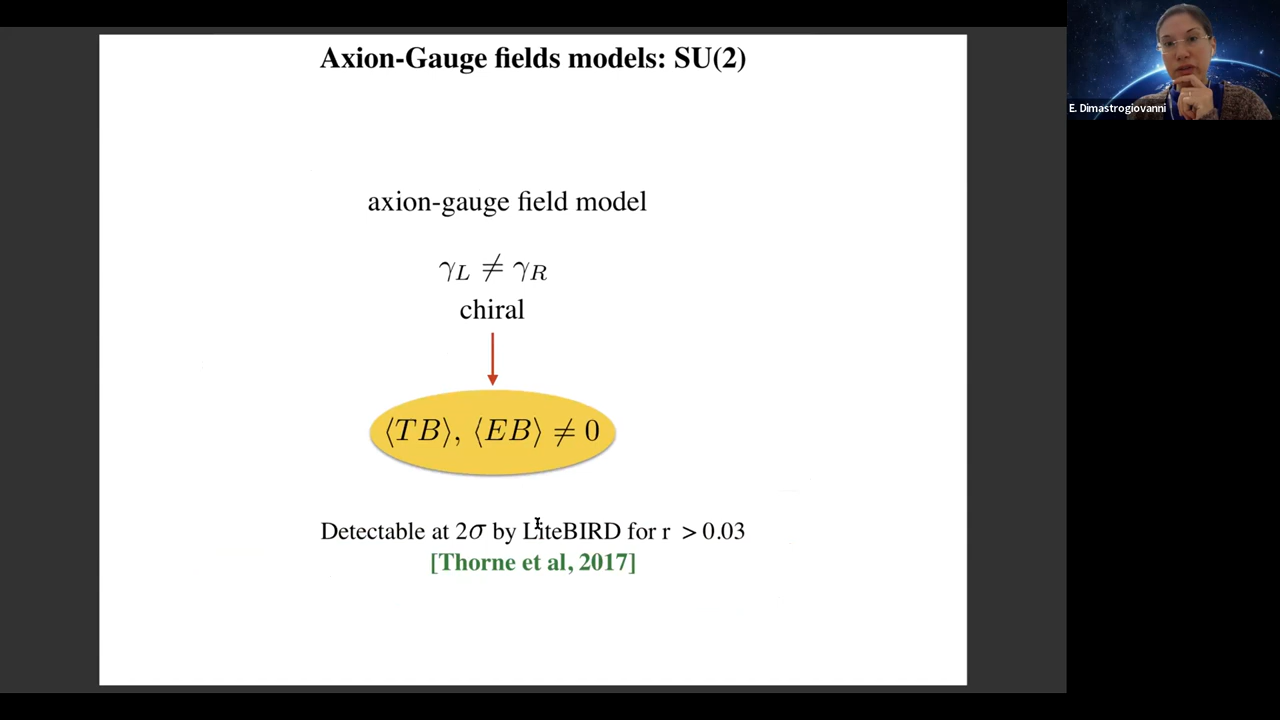 Axion-Gauge fields models: SU(2)
E. Dimastrogiovanni
axion-gauge field model
γ_L ≠ γ_R
chiral
⟨TB⟩, ⟨EB⟩ ≠ 0
Detectable at 2σ by LiteBIRD for r > 0.03
[Thorne et al, 2017]